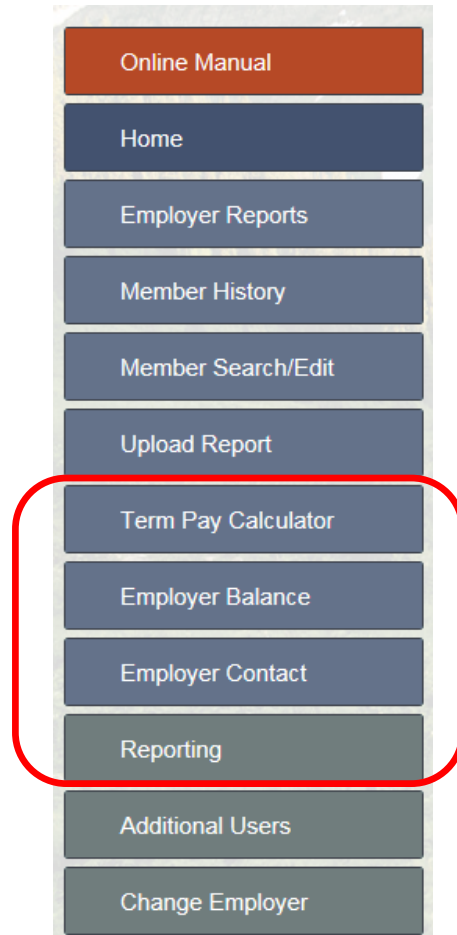 Online Manual
Home
Employer Reports
Member History
Member Search/Edit
Upload Report
Term Pay Calculator
Employer Balance
Employer Contact
Reporting
Additional Users
Change Employer